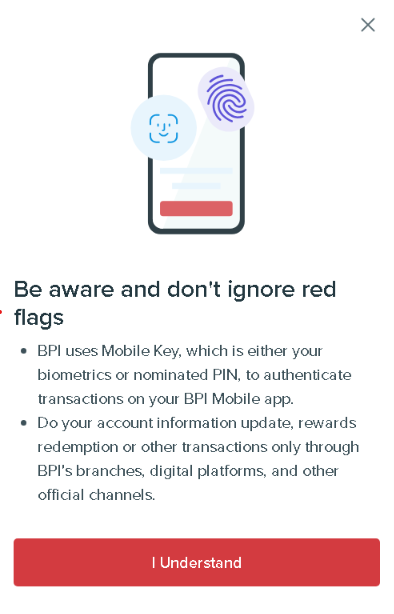 Be aware and don't ignore red
flags
• BPI uses Mobile Key, which is either your
biometrics or nominated PIN, to authenticate
transactions on your BPI Mobile app.
• Do your account information update, rewards
redemption or other transactions only through
BPI's branches, digital platforms, and other
official channels.
I Understand